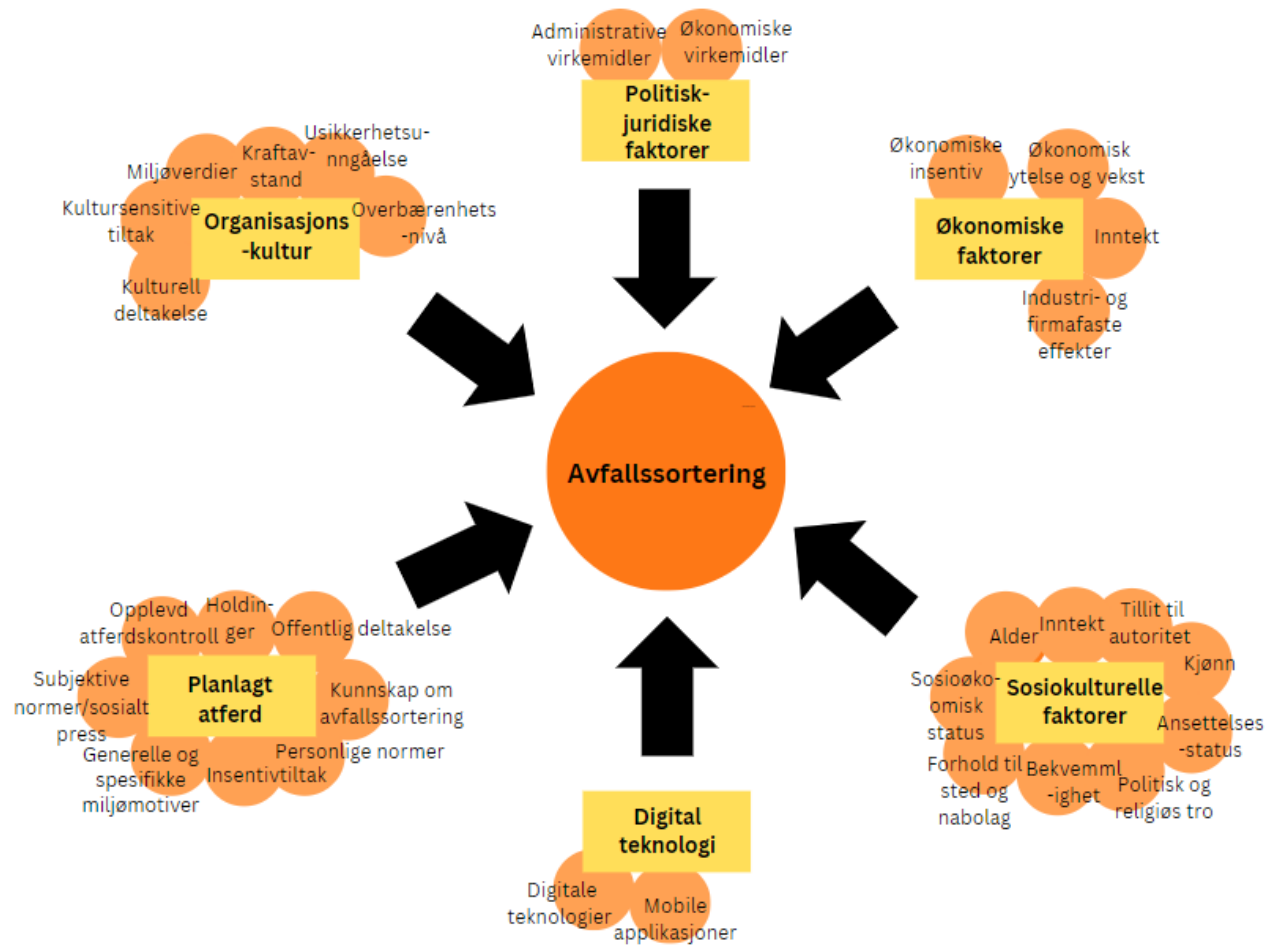 Administrative
virkemidler
Økonomiske
virkemidler
Politisk-
juridiske
faktorer
Usikkerhetsu-
nngåelse
Kraftav-
stand
Miljøverdier
Kultursensitive
tiltak
Kulturell
deltakelse
Overbærenhets
-nivå
Organisasjons
-kultur
Økonomiske
insentiv
Økonomisk
ytelse og vekst
Inntekt
Industri- og
firmafaste
effekter
Økonomiske
faktorer
Avfallssortering
Opplevd
atferdskontroll
Holdin-
ger
Offentlig deltakelse
Subjektive
normer/sosialt
press
Kunnskap om
avfallssortering
Generelle og
spesifikke
miljømotiver
Insentivtiltak
Personlige normer
Planlagt
atferd
Alder
Inntekt
Tillit til
autoritet
Kjønn
Sosioøko-
omisk
status
Ansettelses
-status
Forhold til
sted og
nabolag
Bekvemml
-ighet
Politisk og
religiøs tro
Sosiokulturelle
faktorer
Digital
teknologi
Digitale
teknologier
Mobile
applikasjoner